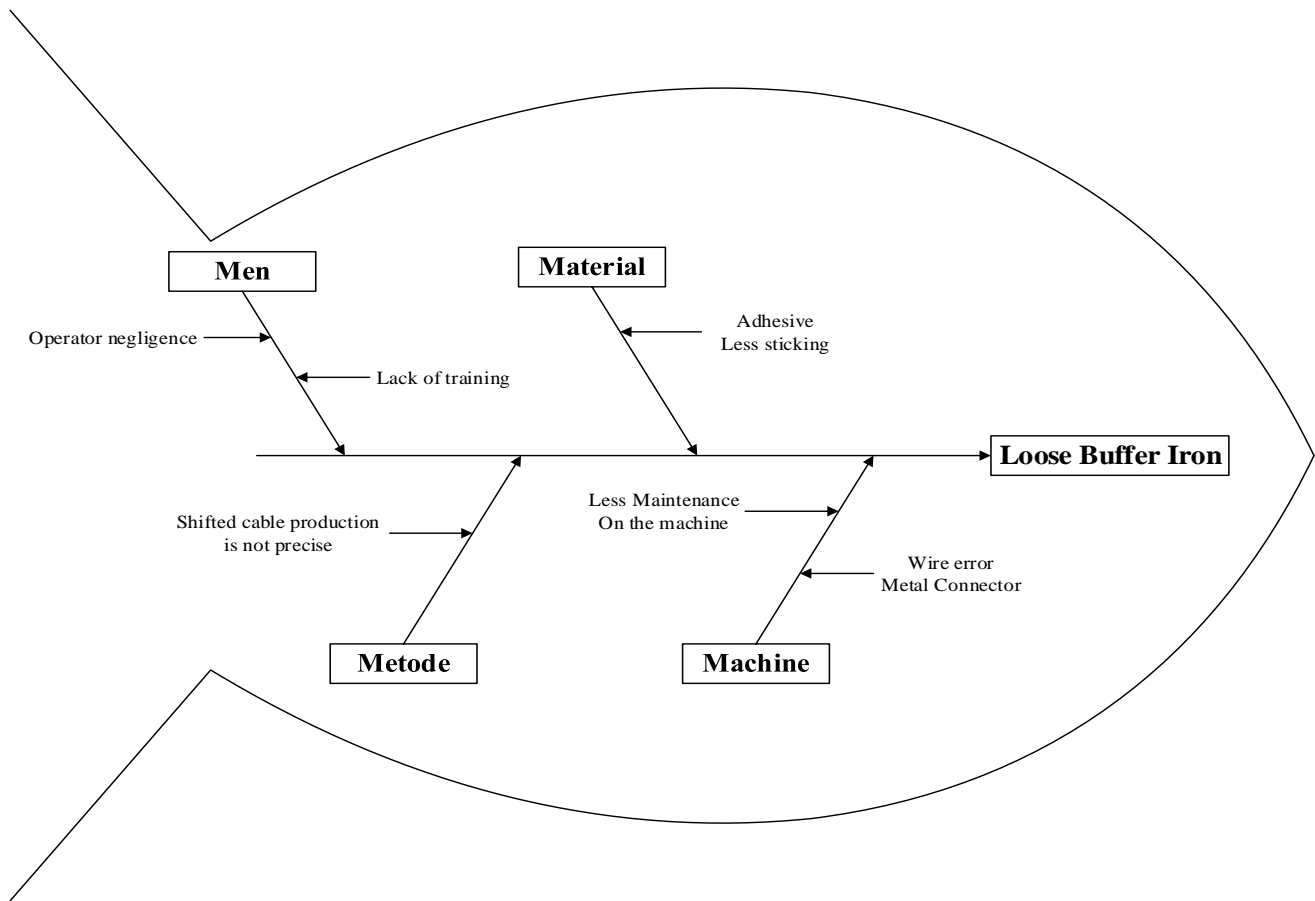 Men
Material
Operator negligence
Adhesive
Less sticking
Lack of training
Loose Buffer Iron
Shifted cable production
is not precise
Less Maintenance
On the machine
Wire error
Metal Connector
Metode
Machine